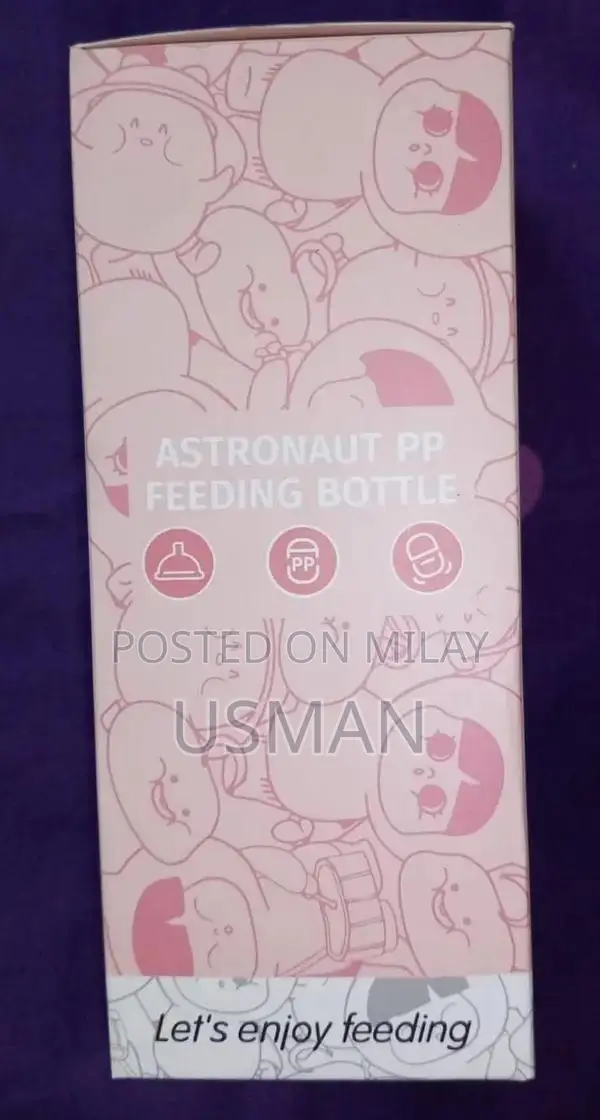 ASTRONAUT PP
FEEDING BOTTLE
PP
POSTED ON MILAY
USMAN
Let's enjoy feeding